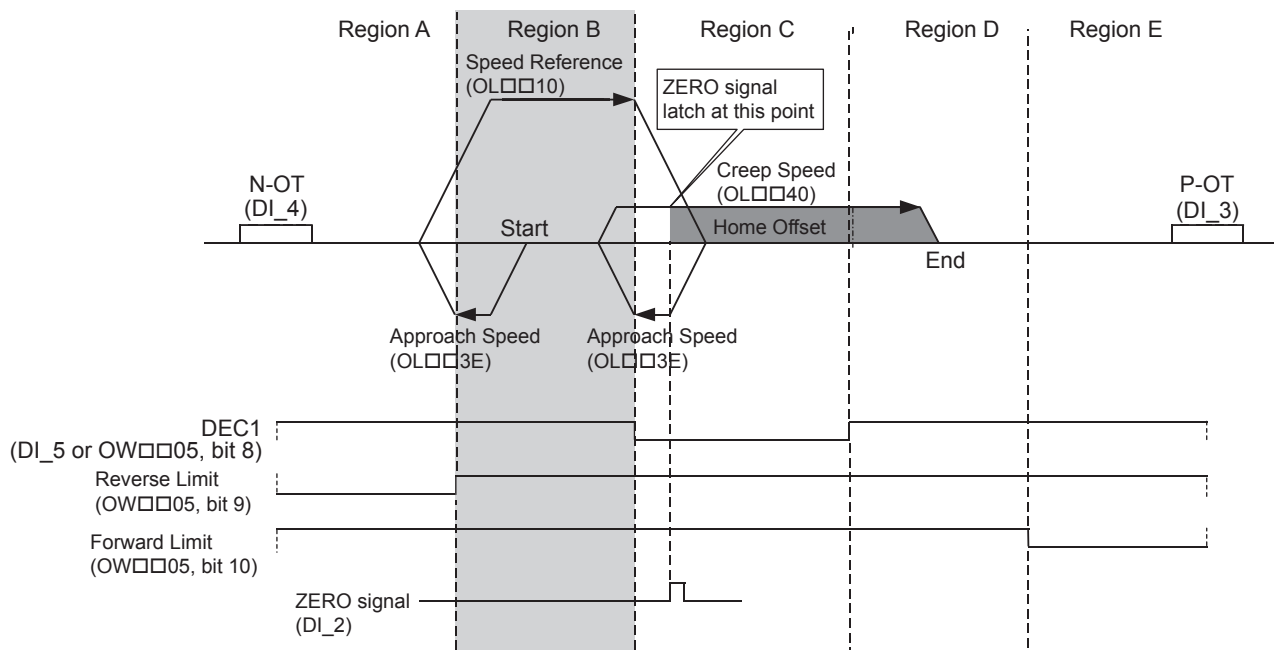 Region A
Region B
Region C
Region D
Region E
Speed Reference
(OL□□10)
ZERO signal
latch at this point
Creep Speed
(OL□□40)
N-OT
(DI_4)
P-OT
(DI_3)
Start
Home Offset
End
Approach Speed
(OL□□3E)
Approach Speed
(OL□□3E)
DEC1
(DI_5 or OW□□05, bit 8)
Reverse Limit
(OW□□05, bit 9)
Forward Limit
(OW□□05, bit 10)
ZERO signal
(DI_2)